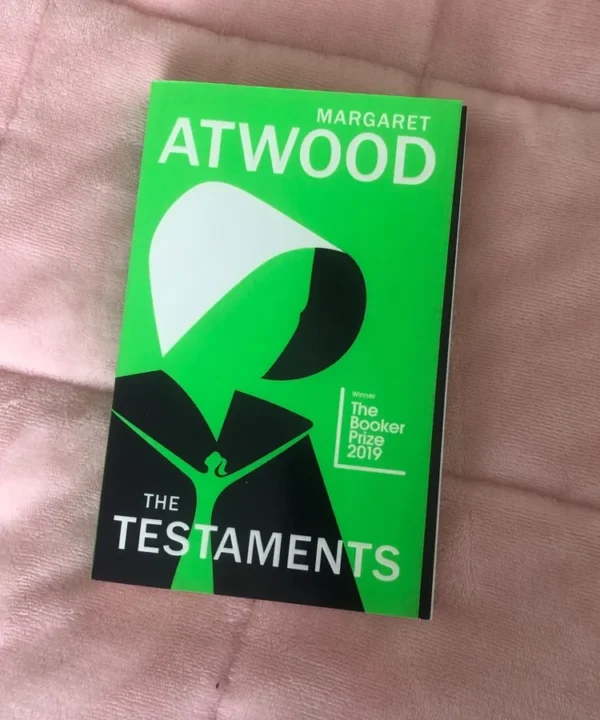 MARGARET
ATWOOD
Winner
The
Booker
Prize
2019
THE
TESTAMENTS